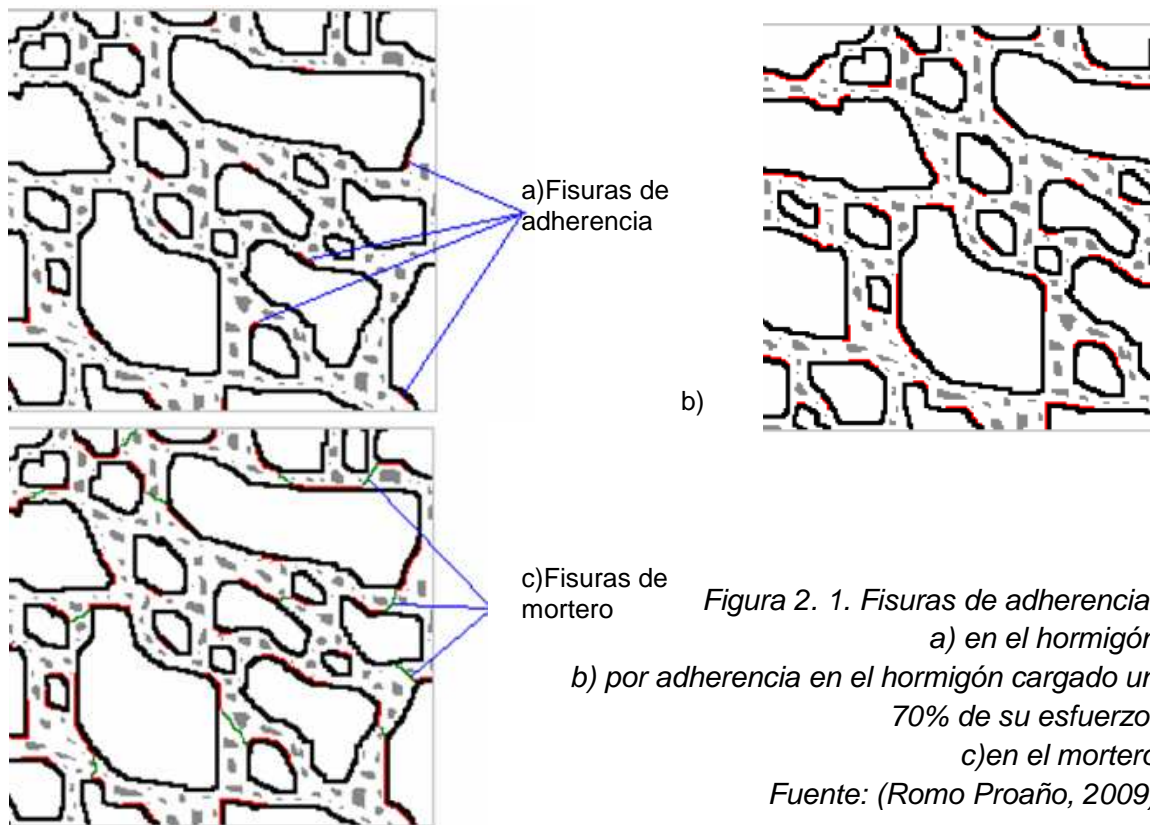 a)Fisuras de
adherencia
b)
c)Fisuras de
mortero
Figura 2. 1. Fisuras de adherencia
a) en el hormigón
b) por adherencia en el hormigón cargado un
70% de su esfuerzo
c)en el mortero
Fuente: (Romo Proaño, 2009)